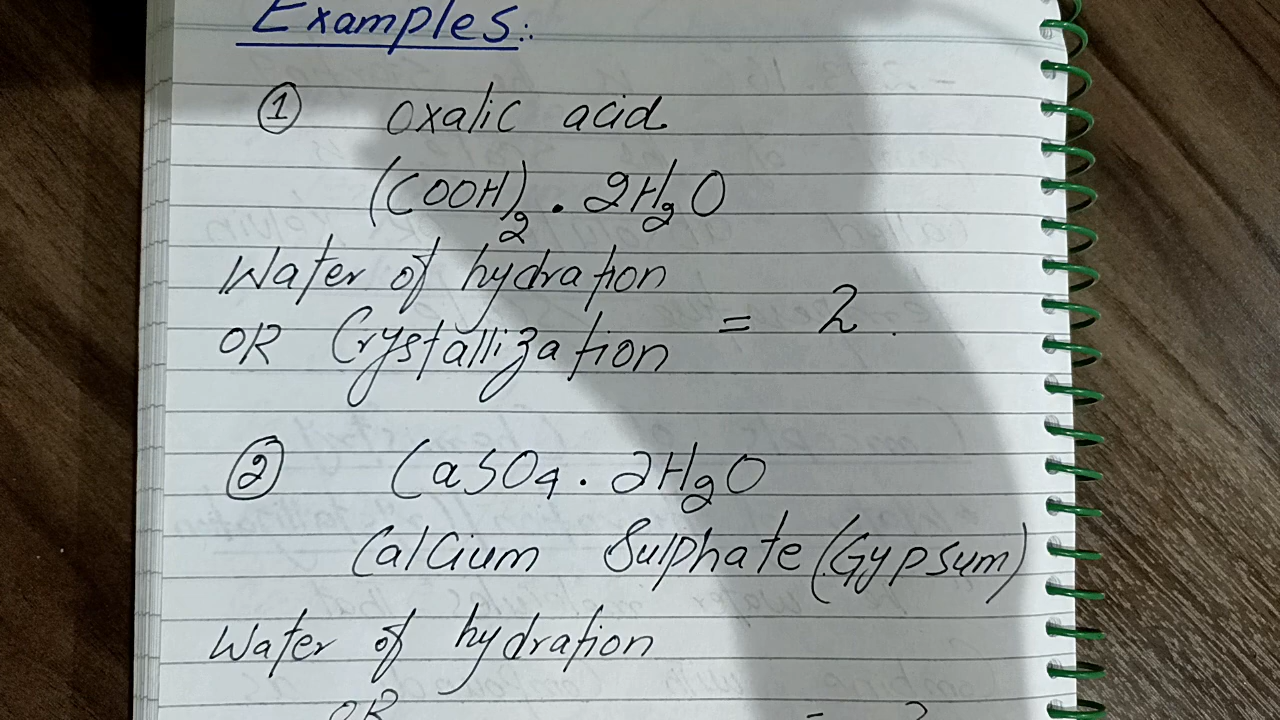 Examples:
① Oxalic acid
(COOH)₂ . 2H₂O
Water of hydration
OR Crystallization = 2.
② CaSO₄ . 2H₂O
Calcium Sulphate (Gypsum)
Water of hydration
OR =